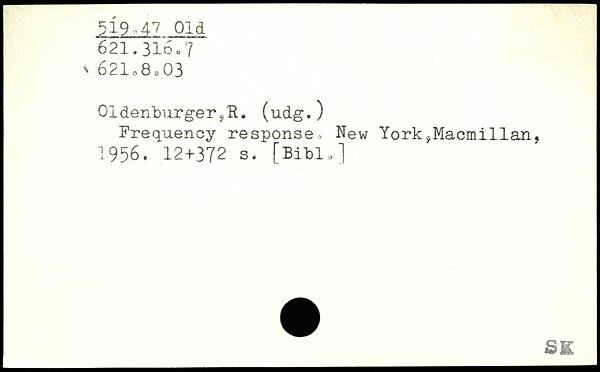 519.47 Old
621.316.7
621.8.03
Oldenburger,R. (udg.)
Frequency response. New York,Macmillan,
1956. 12+372 s. [Bibl.]
SK